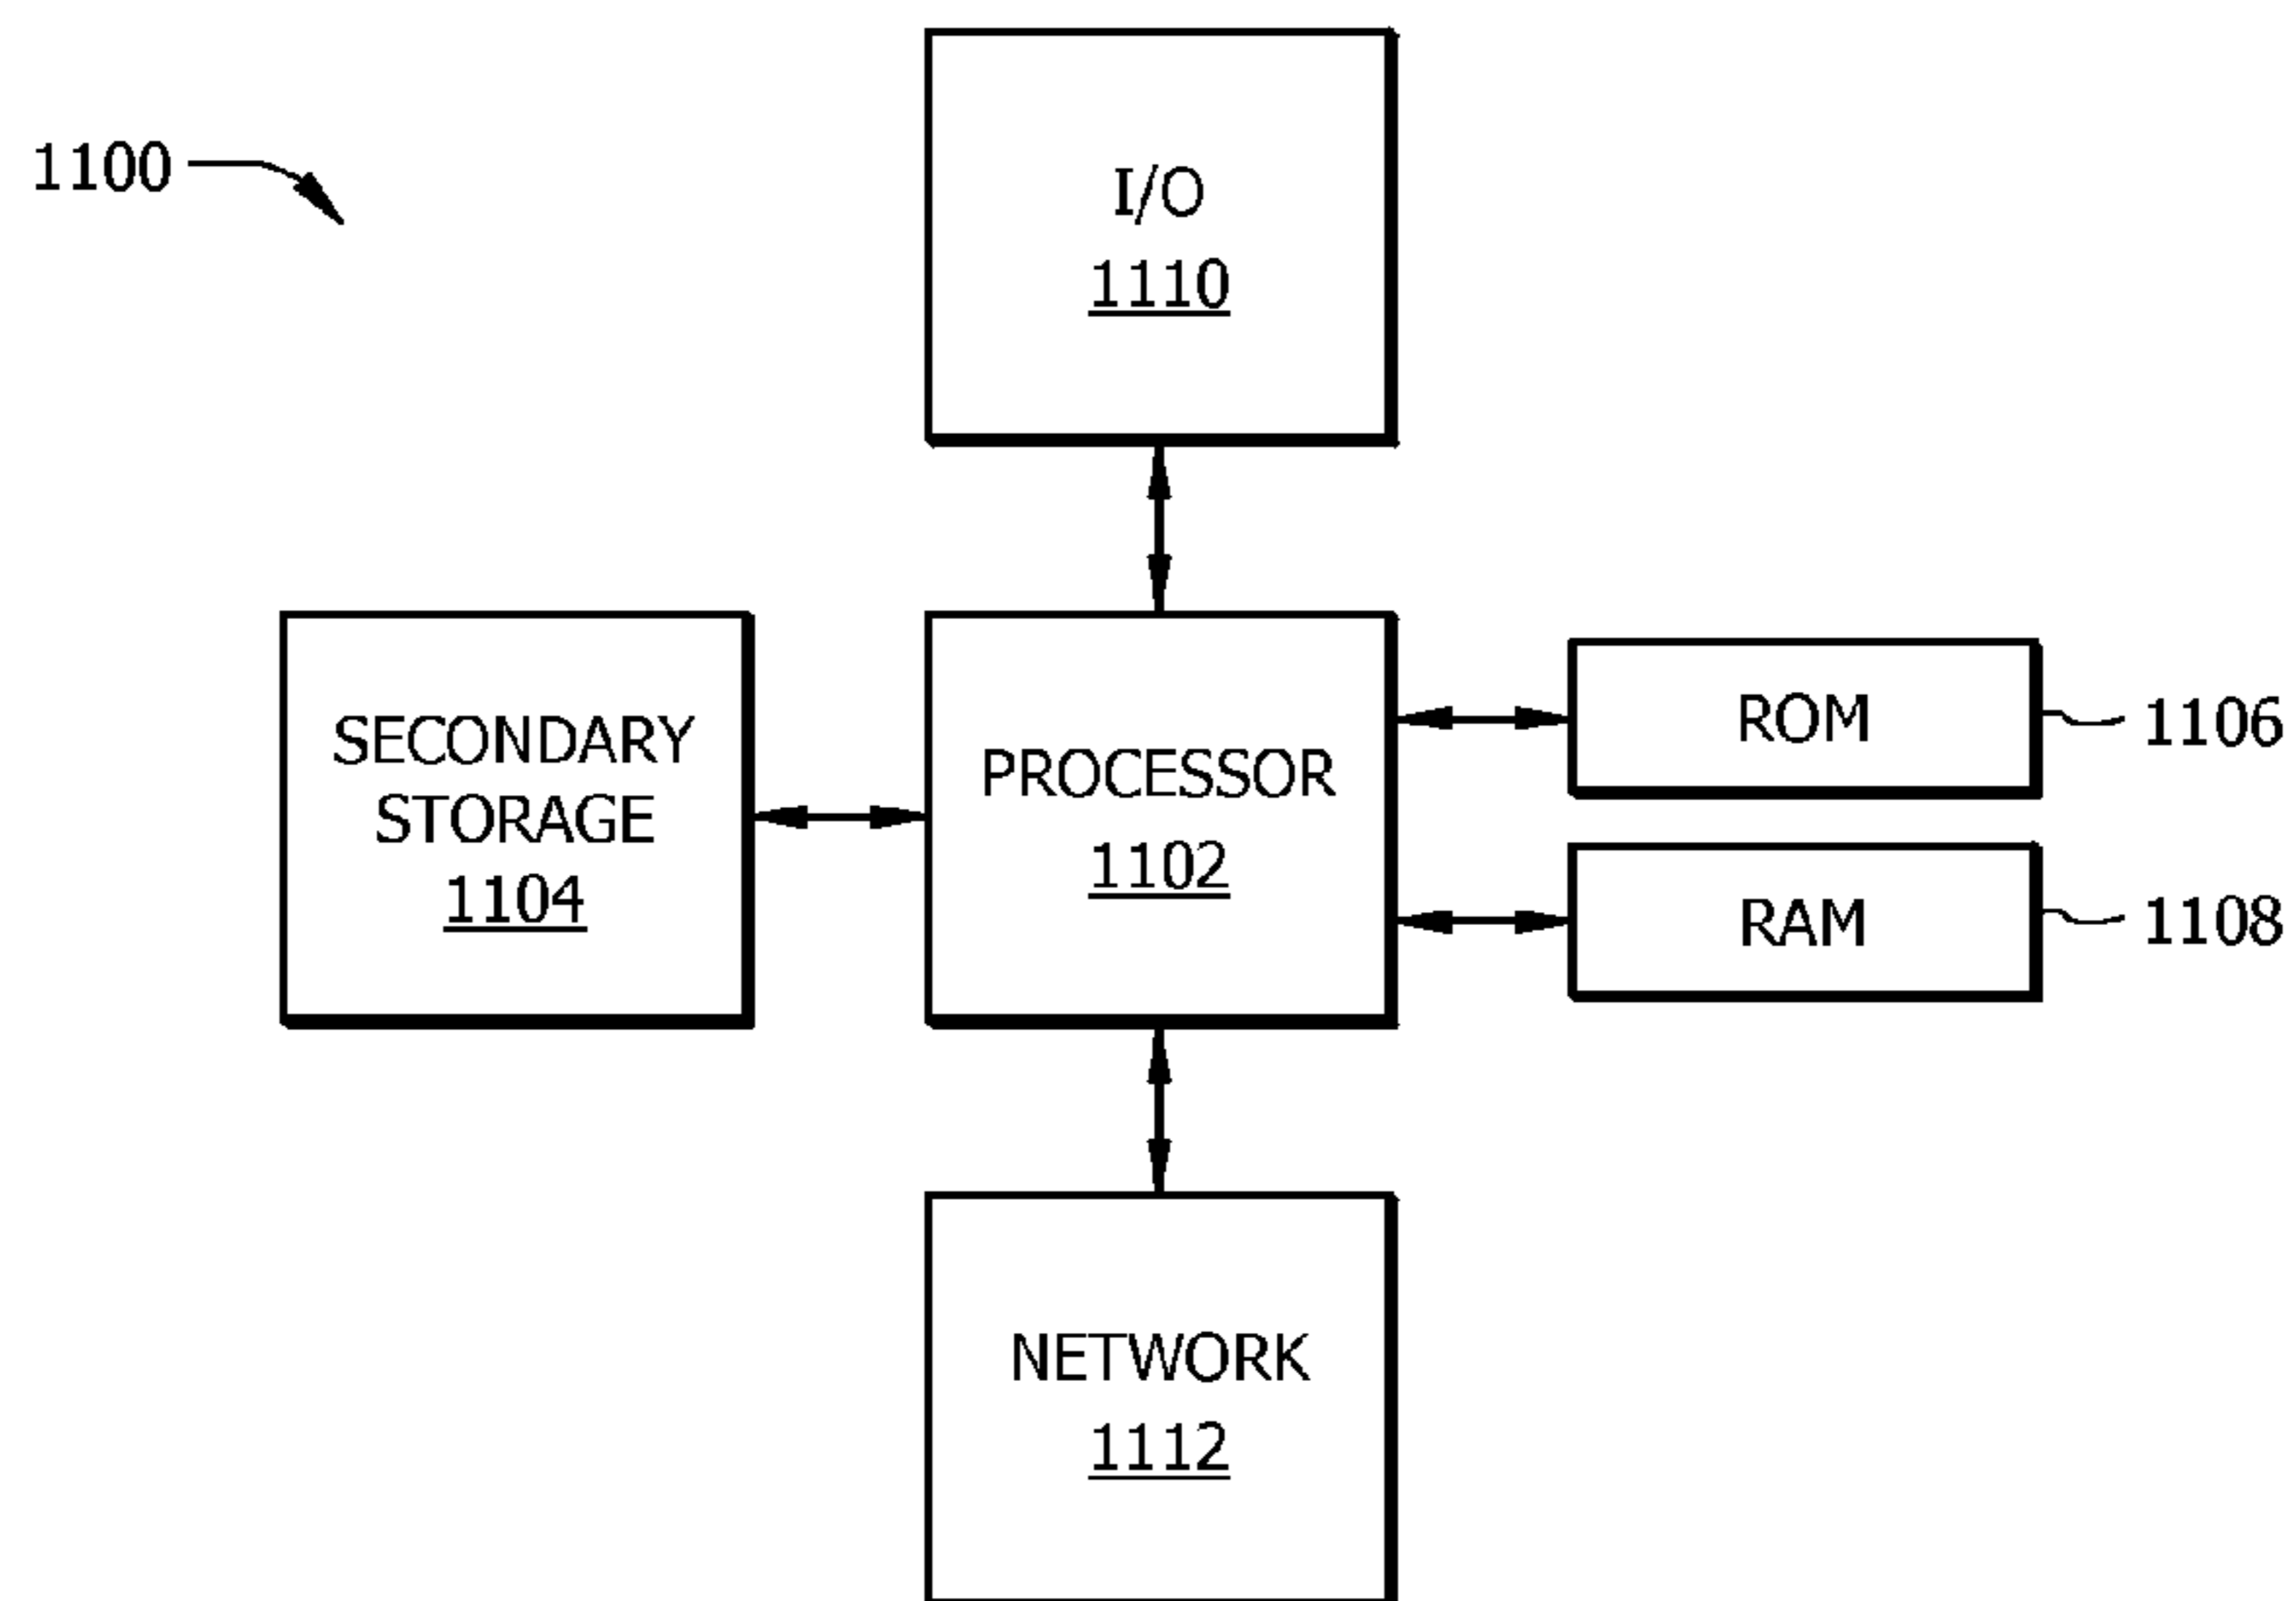 1100
I/O
1110
SECONDARY
STORAGE
1104
PROCESSOR
1102
ROM
1106
RAM
1108
NETWORK
1112